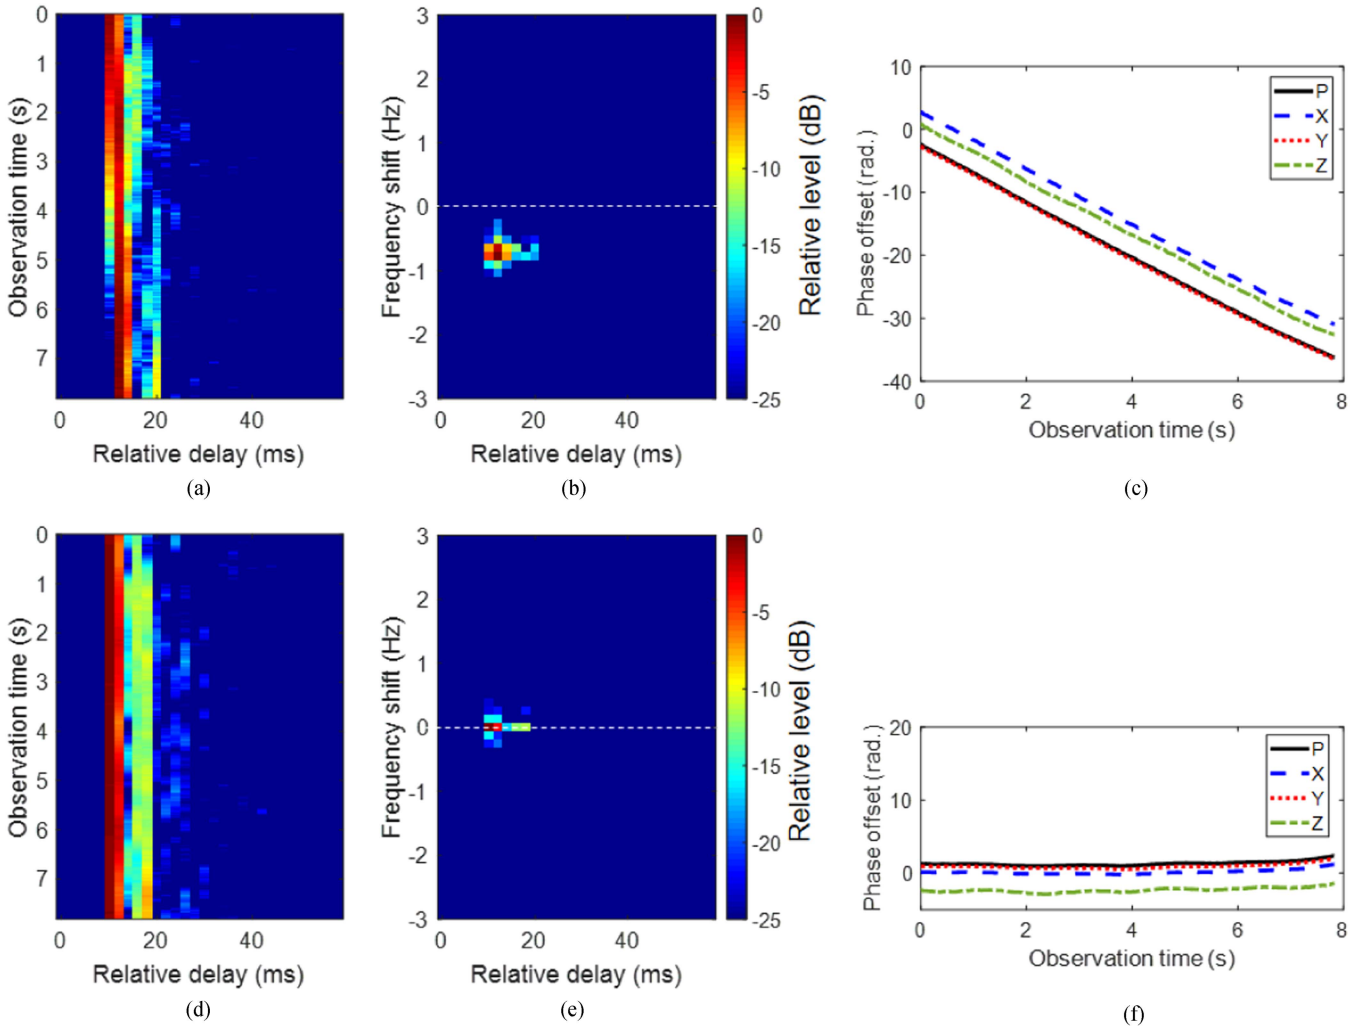 0
1
2
3
4
5
6
7
Observation time (s)
0 20 40
Relative delay (ms)
(a)
3
2
1
0
-1
-2
-3
Frequency shift (Hz)
0 20 40
Relative delay (ms)
(b)
0
-5
-10
-15
-20
-25
Relative level (dB)
10
0
-10
-20
-30
-40
Phase offset (rad.)
P
X
Y
Z
0 2 4 6 8
Observation time (s)
(c)
0
1
2
3
4
5
6
7
Observation time (s)
0 20 40
Relative delay (ms)
(d)
3
2
1
0
-1
-2
-3
Frequency shift (Hz)
0 20 40
Relative delay (ms)
(e)
0
-5
-10
-15
-20
-25
Relative level (dB)
20
10
0
Phase offset (rad.)
P
X
Y
Z
0 2 4 6 8
Observation time (s)
(f)